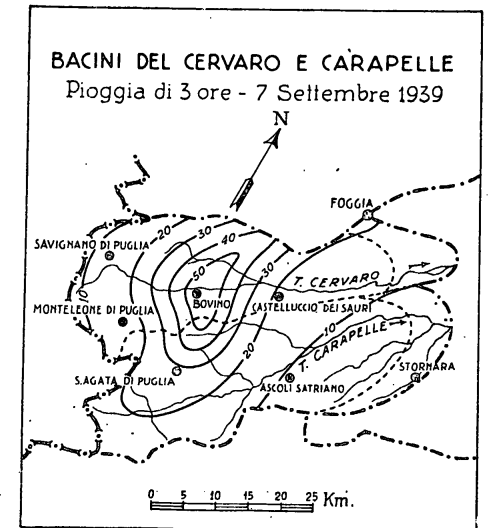 BACINI DEL CERVARO E CARAPELLE
Pioggia di 3 ore - 7 Settembre 1939
N
FOGGIA
20
30
40
SAVIGNANO DI PUGLIA
50
30
T. CERVARO
10
BOVINO
CASTELLUCCIO DEI SAURI
MONTELEONE DI PUGLIA
10
T. CARAPELLE
20
STORNARA
S.AGATA DI PUGLIA
ASCOLI SATRIANO
0 5 10 15 20 25 Km.